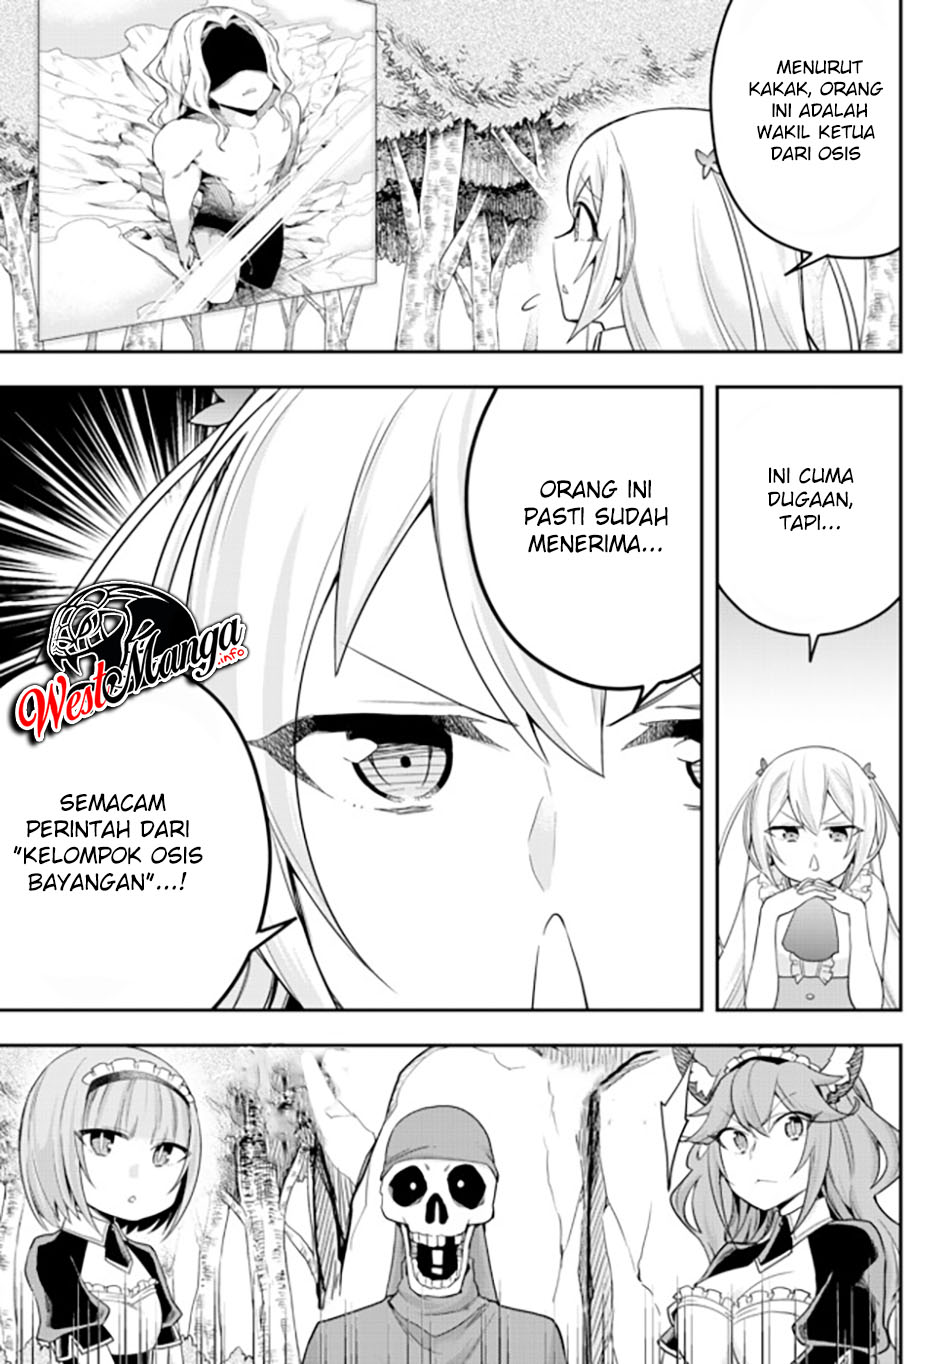 MENURUT
KAKAK, ORANG
INI ADALAH
WAKIL KETUA
DARI OSIS
INI CUMA
DUGAAN,
TAPI...
ORANG INI
PASTI SUDAH
MENERIMA...
SEMACAM
PERINTAH DARI
"KELOMPOK OSIS
BAYANGAN"...!
WestManga
.info